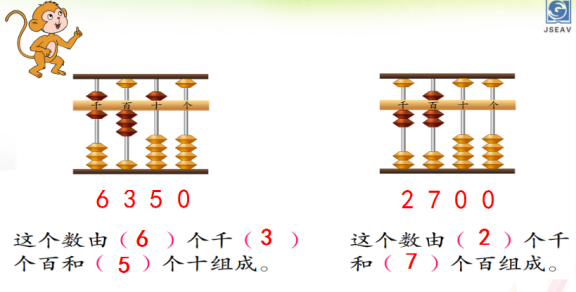 JSEAV
千 百 十 个
6 3 5 0
这个数由（ 6 ）个千（ 3 ）
个百和（ 5 ）个十组成。
千 百 十 个
2 7 0 0
这个数由（ 2 ）个千
和（ 7 ）个百组成。